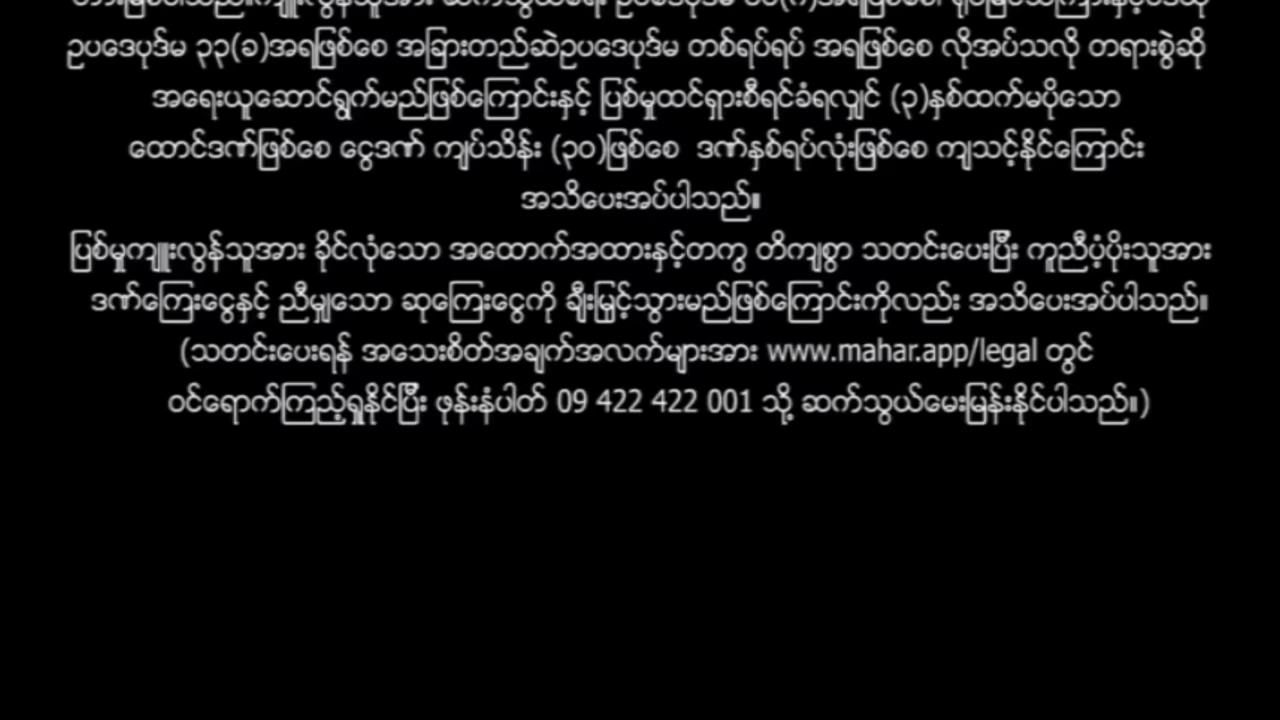 ဥပဒေပုဒ်မ ၃၃(ခ)အရဖြစ်စေ အခြားတည်ဆဲဥပဒေပုဒ်မ တစ်ရပ်ရပ် အရဖြစ်စေ လိုအပ်သလို တရားစွဲဆို
အရေးယူဆောင်ရွက်မည်ဖြစ်ကြောင်းနှင့် ပြစ်မှုထင်ရှားစီရင်ခံရလျှင် (၃)နှစ်ထက်မပိုသော
ထောင်ဒဏ်ဖြစ်စေ ငွေဒဏ် ကျပ်သိန်း (၃၀)ဖြစ်စေ ဒဏ်နှစ်ရပ်လုံးဖြစ်စေ ကျသင့်နိုင်ကြောင်း
အသိပေးအပ်ပါသည်။
ပြစ်မှုကျူးလွန်သူအား ခိုင်လုံသော အထောက်အထားနှင့်တကွ တိကျစွာ သတင်းပေးပြီး ကူညီပံ့ပိုးသူအား
ဒဏ်ကြေးငွေနှင့် ညီမျှသော ဆုကြေးငွေကို ချီးမြှင့်သွားမည်ဖြစ်ကြောင်းကိုလည်း အသိပေးအပ်ပါသည်။
(သတင်းပေးရန် အသေးစိတ်အချက်အလက်များအား www.mahar.app/legal တွင်
ဝင်ရောက်ကြည့်ရှုနိုင်ပြီး ဖုန်းနံပါတ် 09 422 422 001 သို့ ဆက်သွယ်မေးမြန်းနိုင်ပါသည်။)